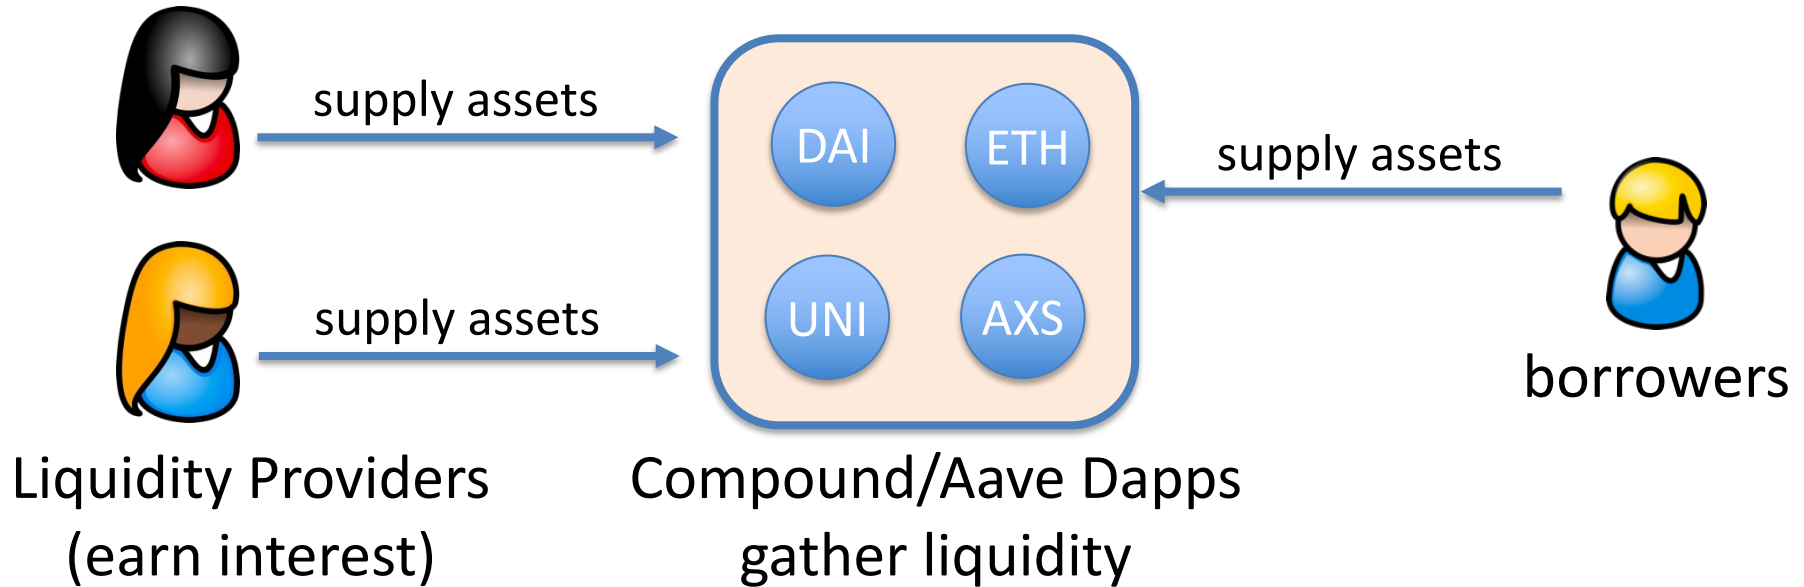 supply assets
supply assets
DAI
ETH
UNI
AXS
supply assets
borrowers
Liquidity Providers
(earn interest)
Compound/Aave Dapps
gather liquidity